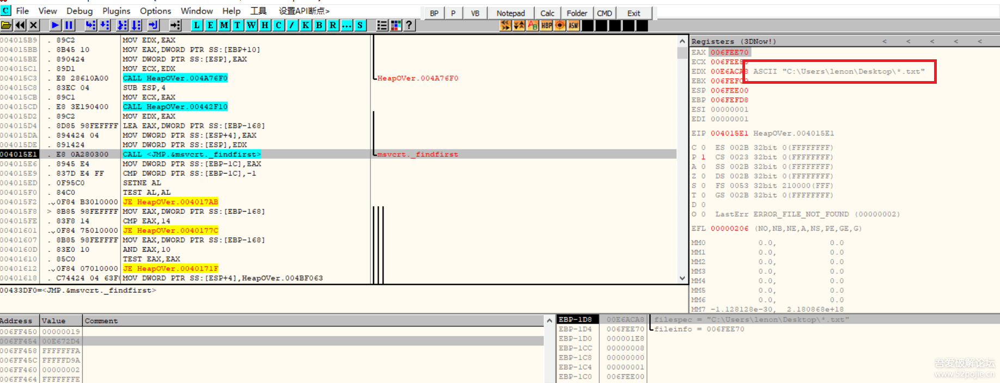 C File View Debug Plugins Options Window Help 工具 设置API断点>
BP P VB Notepad Calc Folder CMD Exit
L E M T W H C / K B R ... S ? HBP ASM
004015B9 . 89C2 MOV EDX,EAX
004015BB . 8B45 10 MOV EAX,DWORD PTR SS:[EBP+10]
004015BE . 890424 MOV DWORD PTR SS:[ESP],EAX
004015C1 . 89D1 MOV ECX,EDX
004015C3 . E8 28610A00 CALL HeapOVer.004A76F0 HeapOVer.004A76F0
004015C8 . 83EC 04 SUB ESP,4
004015CB . 89C1 MOV ECX,EAX
004015CD . E8 3E190400 CALL HeapOVer.00442F10
004015D2 . 89C2 MOV EDX,EAX
004015D4 . 8D85 98FEFFFF LEA EAX,DWORD PTR SS:[EBP-168]
004015DA . 894424 04 MOV DWORD PTR SS:[ESP+4],EAX
004015DE . 891424 MOV DWORD PTR SS:[ESP],EDX
004015E1 . E8 0A280300 CALL <JMP.&msvcrt._findfirst> msvcrt._findfirst
004015E6 . 8945 E4 MOV DWORD PTR SS:[EBP-1C],EAX
004015E9 . 837D E4 FF CMP DWORD PTR SS:[EBP-1C],-1
004015ED . 0F95C0 SETNE AL
004015F0 . 84C0 TEST AL,AL
004015F2 .v0F84 B3010000 JE HeapOVer.004017AB
004015F8 > 8B85 98FEFFFF MOV EAX,DWORD PTR SS:[EBP-168]
004015FE . 83F8 14 CMP EAX,14
00401601 .v0F84 75010000 JE HeapOVer.0040177C
00401607 . 8B85 98FEFFFF MOV EAX,DWORD PTR SS:[EBP-168]
0040160D . 83E0 10 AND EAX,10
00401610 . 85C0 TEST EAX,EAX
00401612 .v0F84 07010000 JE HeapOVer.0040171F
00401618 . C74424 04 63F MOV DWORD PTR SS:[ESP+4],HeapOVer.004BF063
00433DF0=<JMP.&msvcrt._findfirst>
Registers (3DNow!) < < < < <
EAX 006FEE70
ECX 006FEE
EDX 00E6ACA8 ASCII "C:\Users\lenon\Desktop\*.txt"
EBX 006FEFC0
ESP 006FEE00
EBP 006FEFD8
ESI 00000001
EDI 00000001
EIP 004015E1 HeapOVer.004015E1
C 0 ES 002B 32bit 0(FFFFFFFF)
P 1 CS 0023 32bit 0(FFFFFFFF)
A 0 SS 002B 32bit 0(FFFFFFFF)
Z 0 DS 002B 32bit 0(FFFFFFFF)
S 0 FS 0053 32bit 210000(FFF)
T 0 GS 002B 32bit 0(FFFFFFFF)
D 0
O 0 LastErr ERROR_FILE_NOT_FOUND (00000002)
EFL 00000206 (NO,NB,NE,A,NS,PE,GE,G)
MM0 0.0, 0.0
MM1 0.0, 0.0
MM2 0.0, 0.0
MM3 0.0, 0.0
MM4 0.0, 0.0
MM5 0.0, 0.0
MM6 0.0, 0.0
MM7 -1.128128e-30, 2.180868e+18
Address Value Comment
006FF450 00000019
006FF454 00E672D4
006FF458 FFFFFFFA
006FF45C FFFFFD9A
006FF460 00000002
006FF464 FFFFFFFE
EBP-1D8 00E6ACA8 filespec = "C:\Users\lenon\Desktop\*.txt"
EBP-1D4 006FEE70 fileinfo = 006FEE70
EBP-1D0 000001E8
EBP-1CC 00000008
EBP-1C8 00000000
EBP-1C4 00000001
EBP-1C0 006FEE00
吾爱破解论坛
www.52pojie.cn